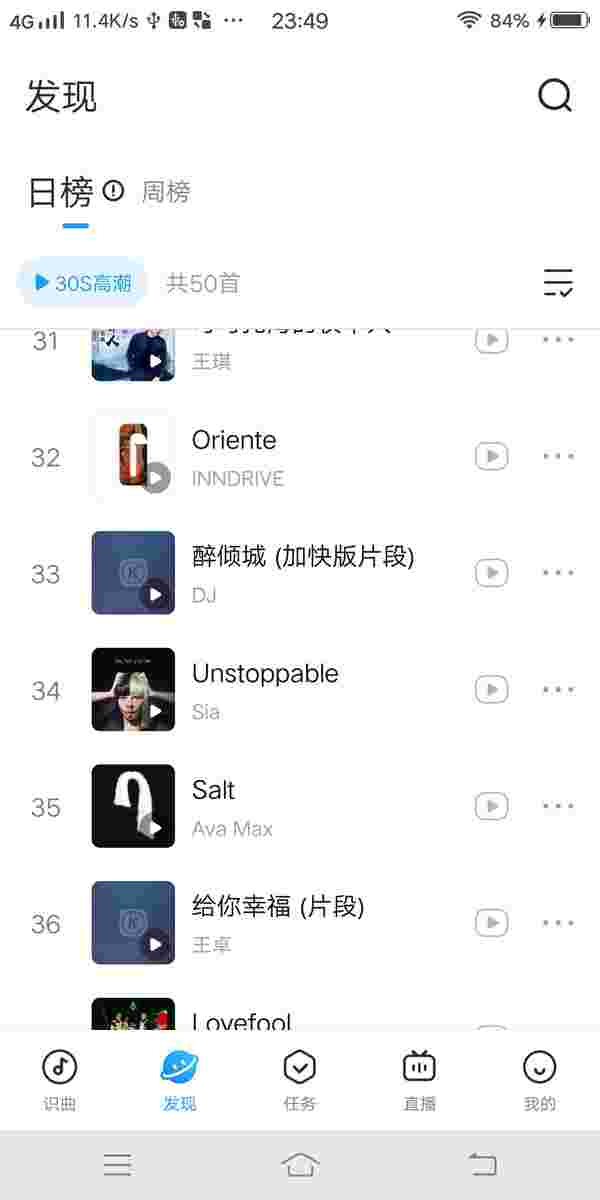 4G 11.4K/s 23:49 84%
发现
日榜 周榜
30S高潮 共50首
31
王琪
32 Oriente
INNDRIVE
33 醉倾城 (加快版片段)
DJ
34 Unstoppable
Sia
35 Salt
Ava Max
36 给你幸福 (片段)
王卓
Lovefool
识曲 发现 任务 直播 我的